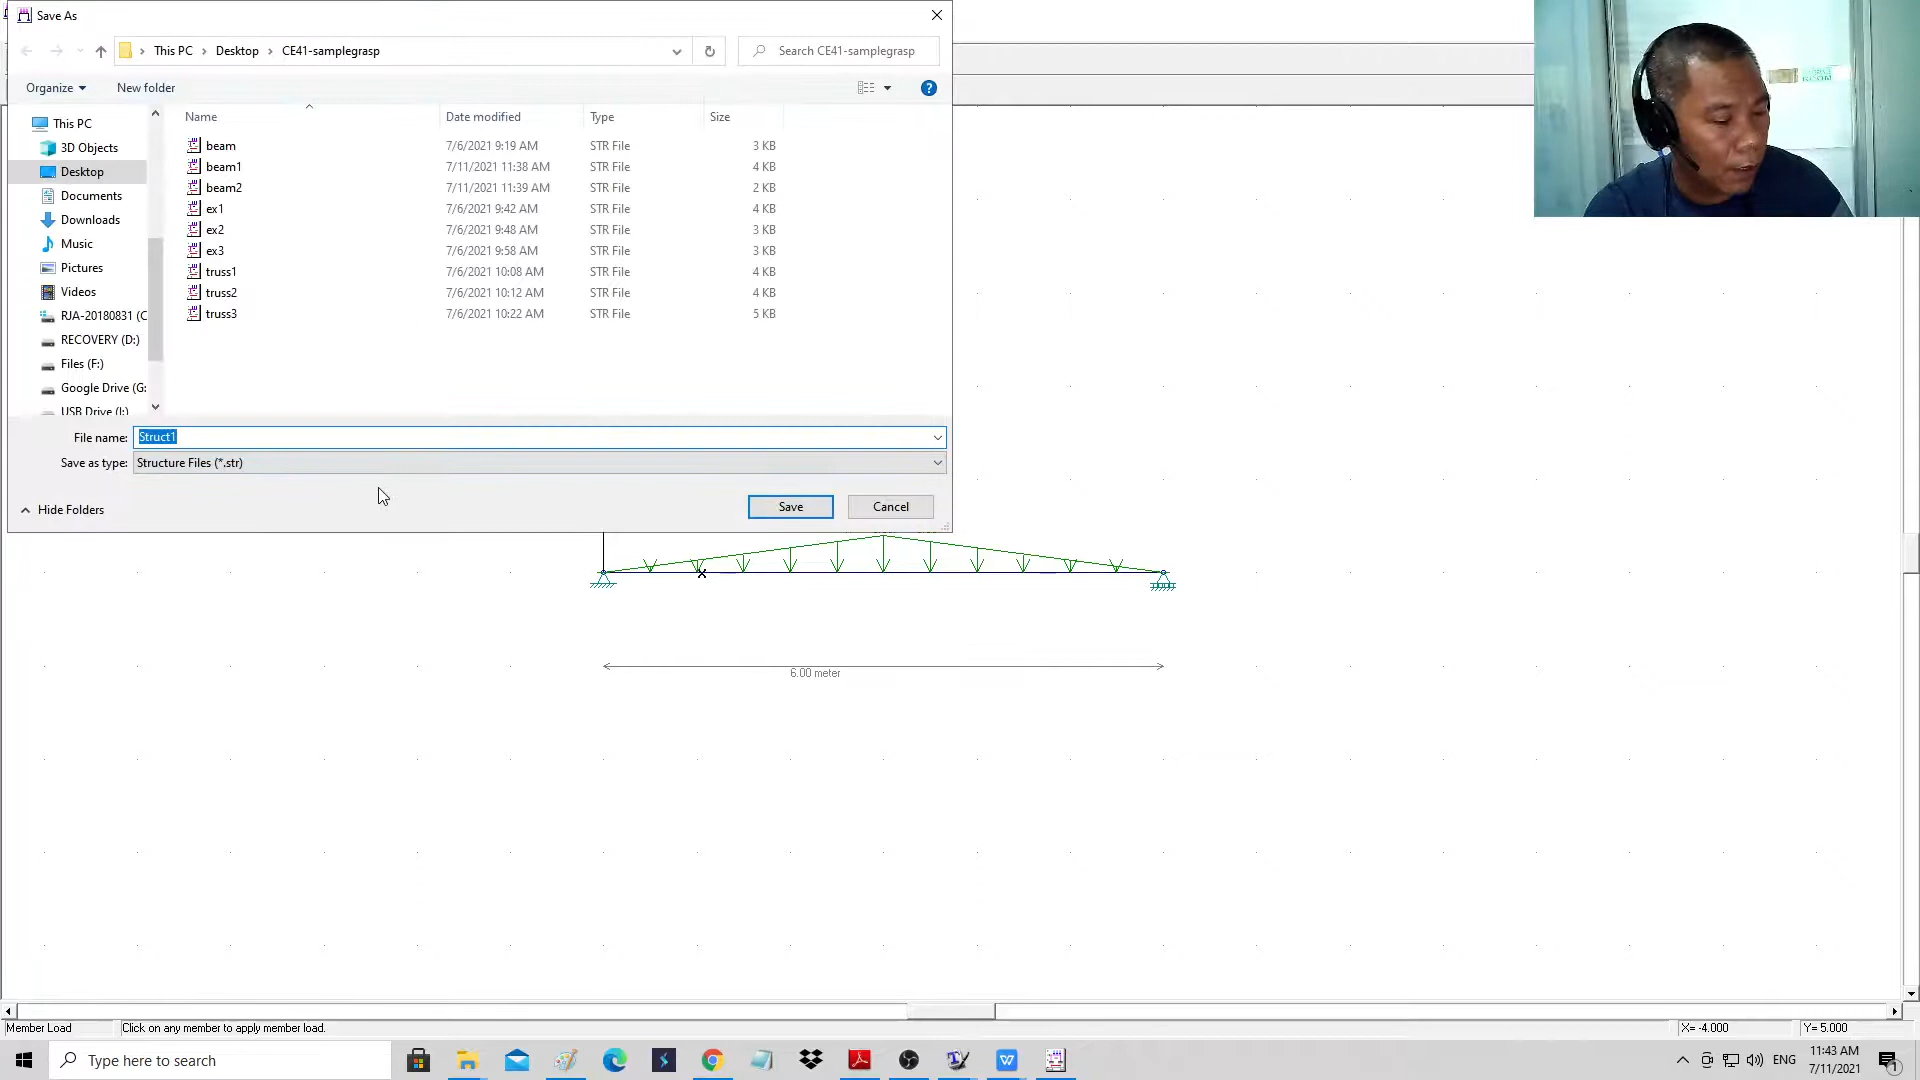 Save As
This PC
Desktop
CE41-samplegrasp
Search CE41-samplegrasp
Organize
New folder
?
Name
Date modified
Type
Size
This PC
3D Objects
Desktop
Documents
Downloads
Music
Pictures
Videos
RJA-20180831 (C
RECOVERY (D:)
Files (F:)
Google Drive (G:
USB Drive (I:)
beam 7/6/2021 9:19 AM STR File 3 KB
beam1 7/11/2021 11:38 AM STR File 4 KB
beam2 7/11/2021 11:39 AM STR File 2 KB
ex1 7/6/2021 9:42 AM STR File 4 KB
ex2 7/6/2021 9:48 AM STR File 3 KB
ex3 7/6/2021 9:58 AM STR File 3 KB
truss1 7/6/2021 10:08 AM STR File 4 KB
truss2 7/6/2021 10:12 AM STR File 4 KB
truss3 7/6/2021 10:22 AM STR File 5 KB
File name: Struct1
Save as type: Structure Files (*.str)
Hide Folders
Save
Cancel
6.00 meter
Member Load
Click on any member to apply member load.
X= -4.000
Y= 5.000
Type here to search
ENG
11:43 AM
7/11/2021
1